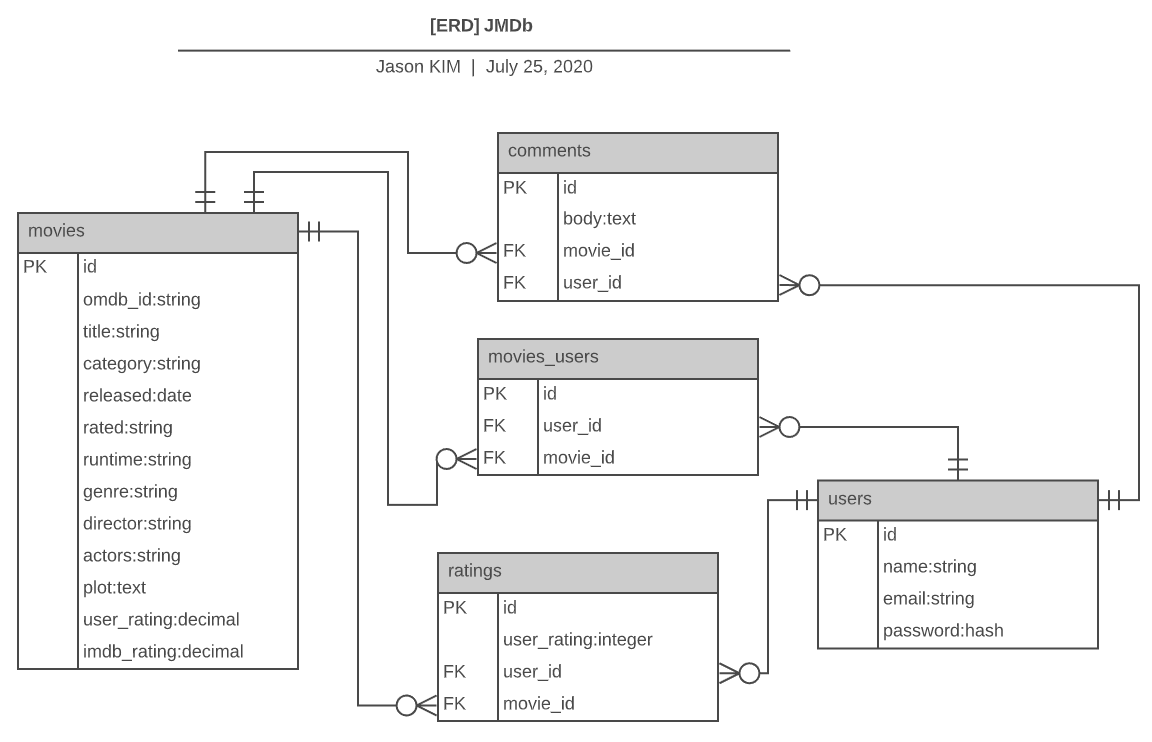 [ERD] JMDb
Jason KIM | July 25, 2020
comments
PK id
body:text
FK movie_id
FK user_id
movies
PK id
omdb_id:string
title:string
category:string
released:date
rated:string
runtime:string
genre:string
director:string
actors:string
plot:text
user_rating:decimal
imdb_rating:decimal
movies_users
PK id
FK user_id
FK movie_id
users
PK id
name:string
email:string
password:hash
ratings
PK id
user_rating:integer
FK user_id
FK movie_id